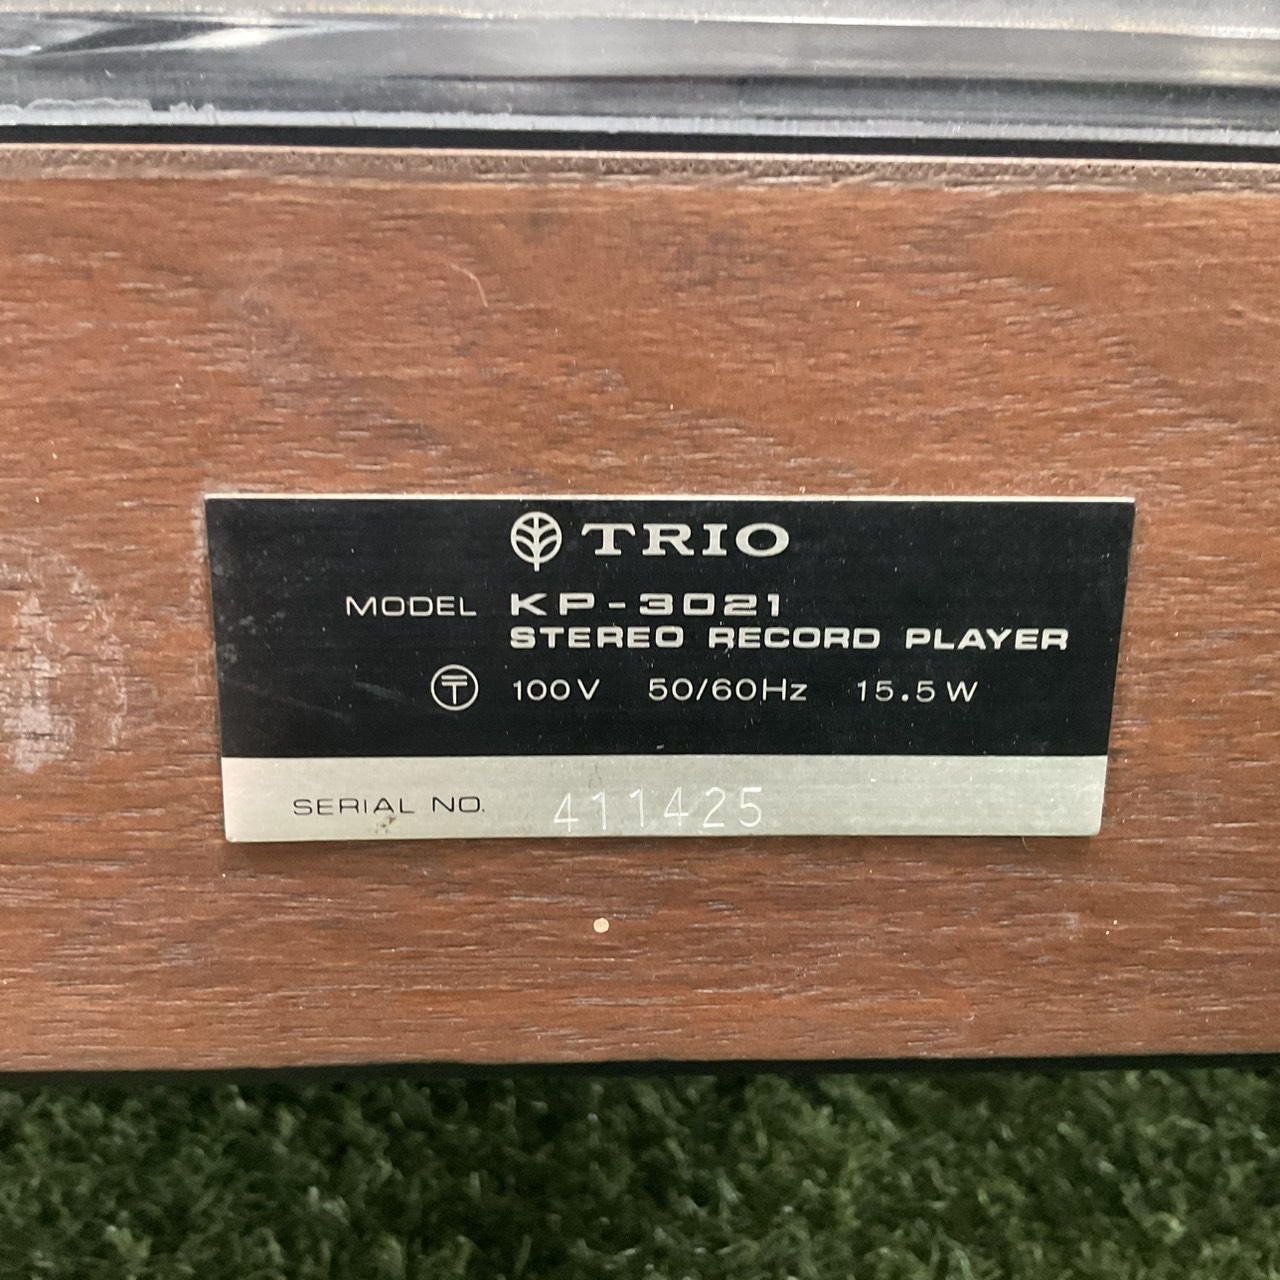 TRIO
MODEL KP-3021
STEREO RECORD PLAYER
〒 100V 50/60Hz 15.5W
SERIAL NO. 411425